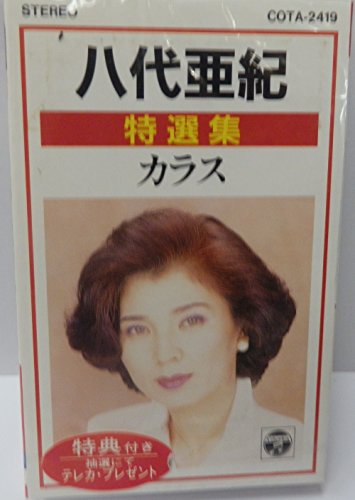 STEREO
COTA-2419
八代亜紀
特選集
カラス
特典付き
抽選にて
テレカ・プレゼント